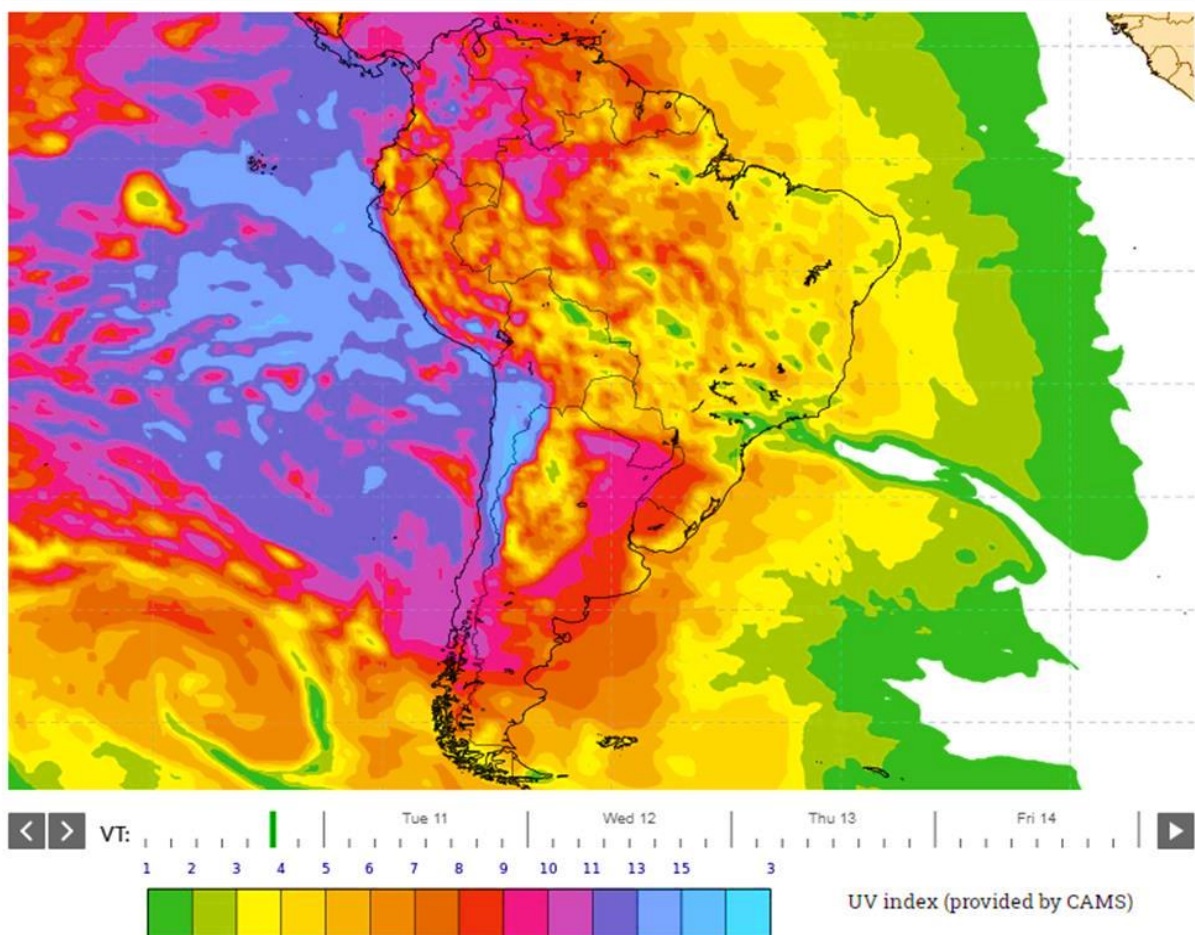 VT:
Tue 11
Wed 12
Thu 13
Fri 14
1 2 3 4 5 6 7 8 9 10 11 13 15 3
UV index (provided by CAMS)